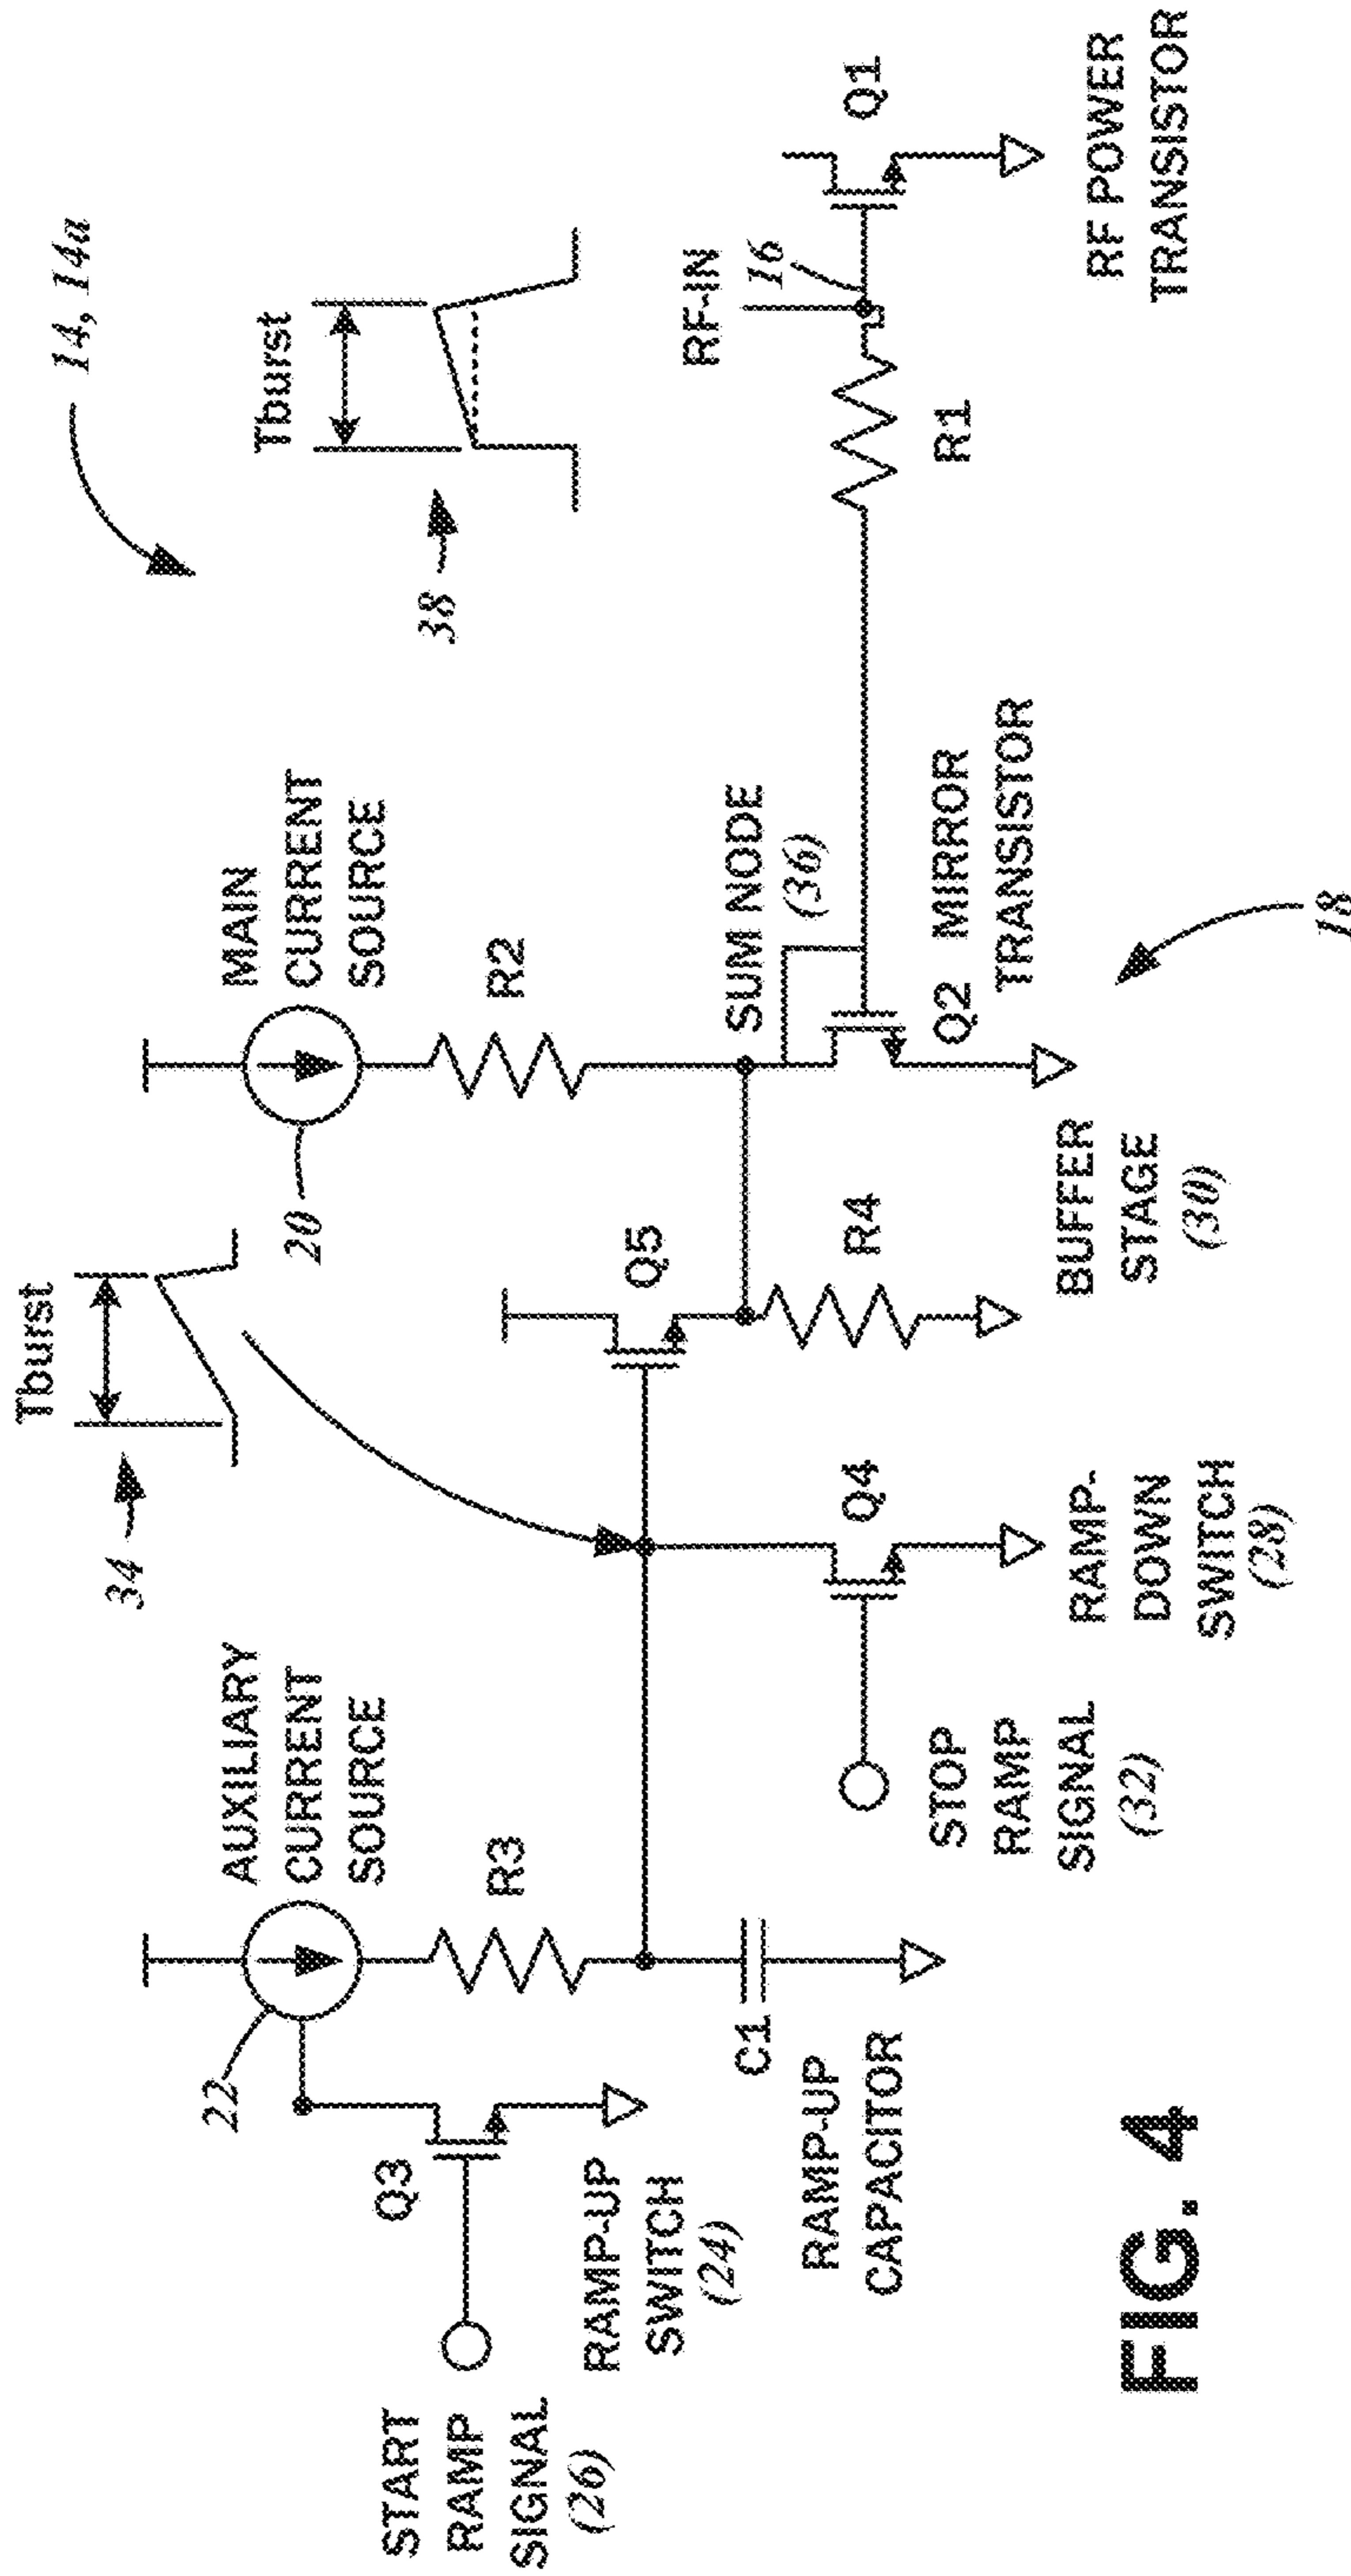 Tburst
34
Tburst
38
14, 14a
AUXILIARY
CURRENT
SOURCE
22
MAIN
CURRENT
SOURCE
20
START
RAMP
SIGNAL
(26)
Q3
RAMP-UP
SWITCH
(24)
R3
C1
RAMP-UP
CAPACITOR
STOP
RAMP
SIGNAL
(32)
Q4
RAMP-
DOWN
SWITCH
(28)
Q5
R4
BUFFER
STAGE
(30)
R2
SUM NODE
(36)
Q2 MIRROR
TRANSISTOR
18
R1
RF-IN
16
Q1
RF POWER
TRANSISTOR
FIG. 4